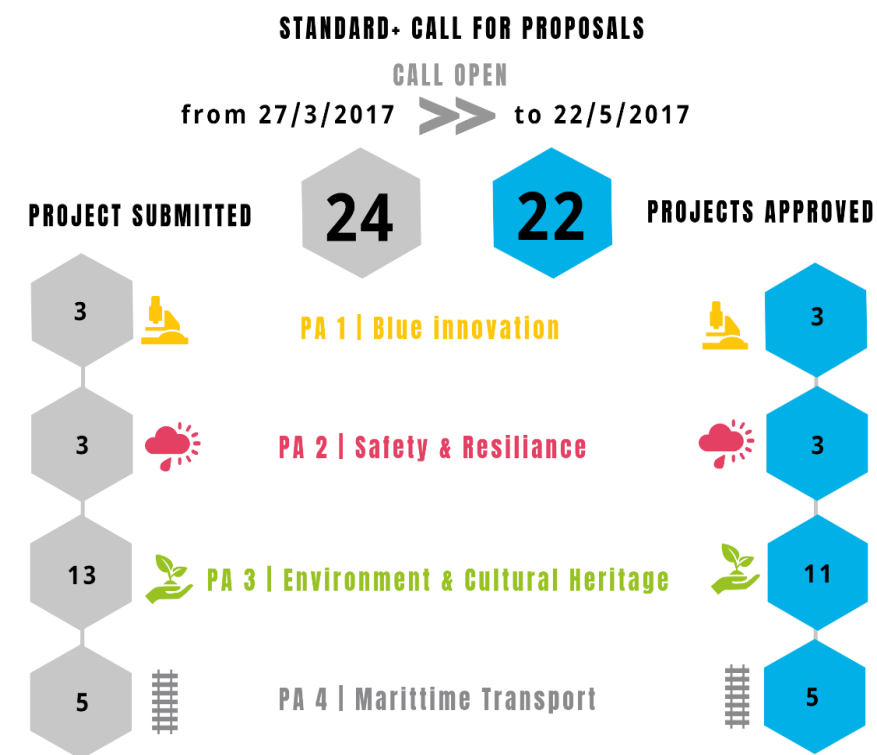 STANDARD+ CALL FOR PROPOSALS
CALL OPEN
from 27/3/2017 >> to 22/5/2017
PROJECT SUBMITTED 24 22 PROJECTS APPROVED
3 PA 1 | Blue innovation 3
3 PA 2 | Safety & Resiliance 3
13 PA 3 | Environment & Cultural Heritage 11
5 PA 4 | Marittime Transport 5